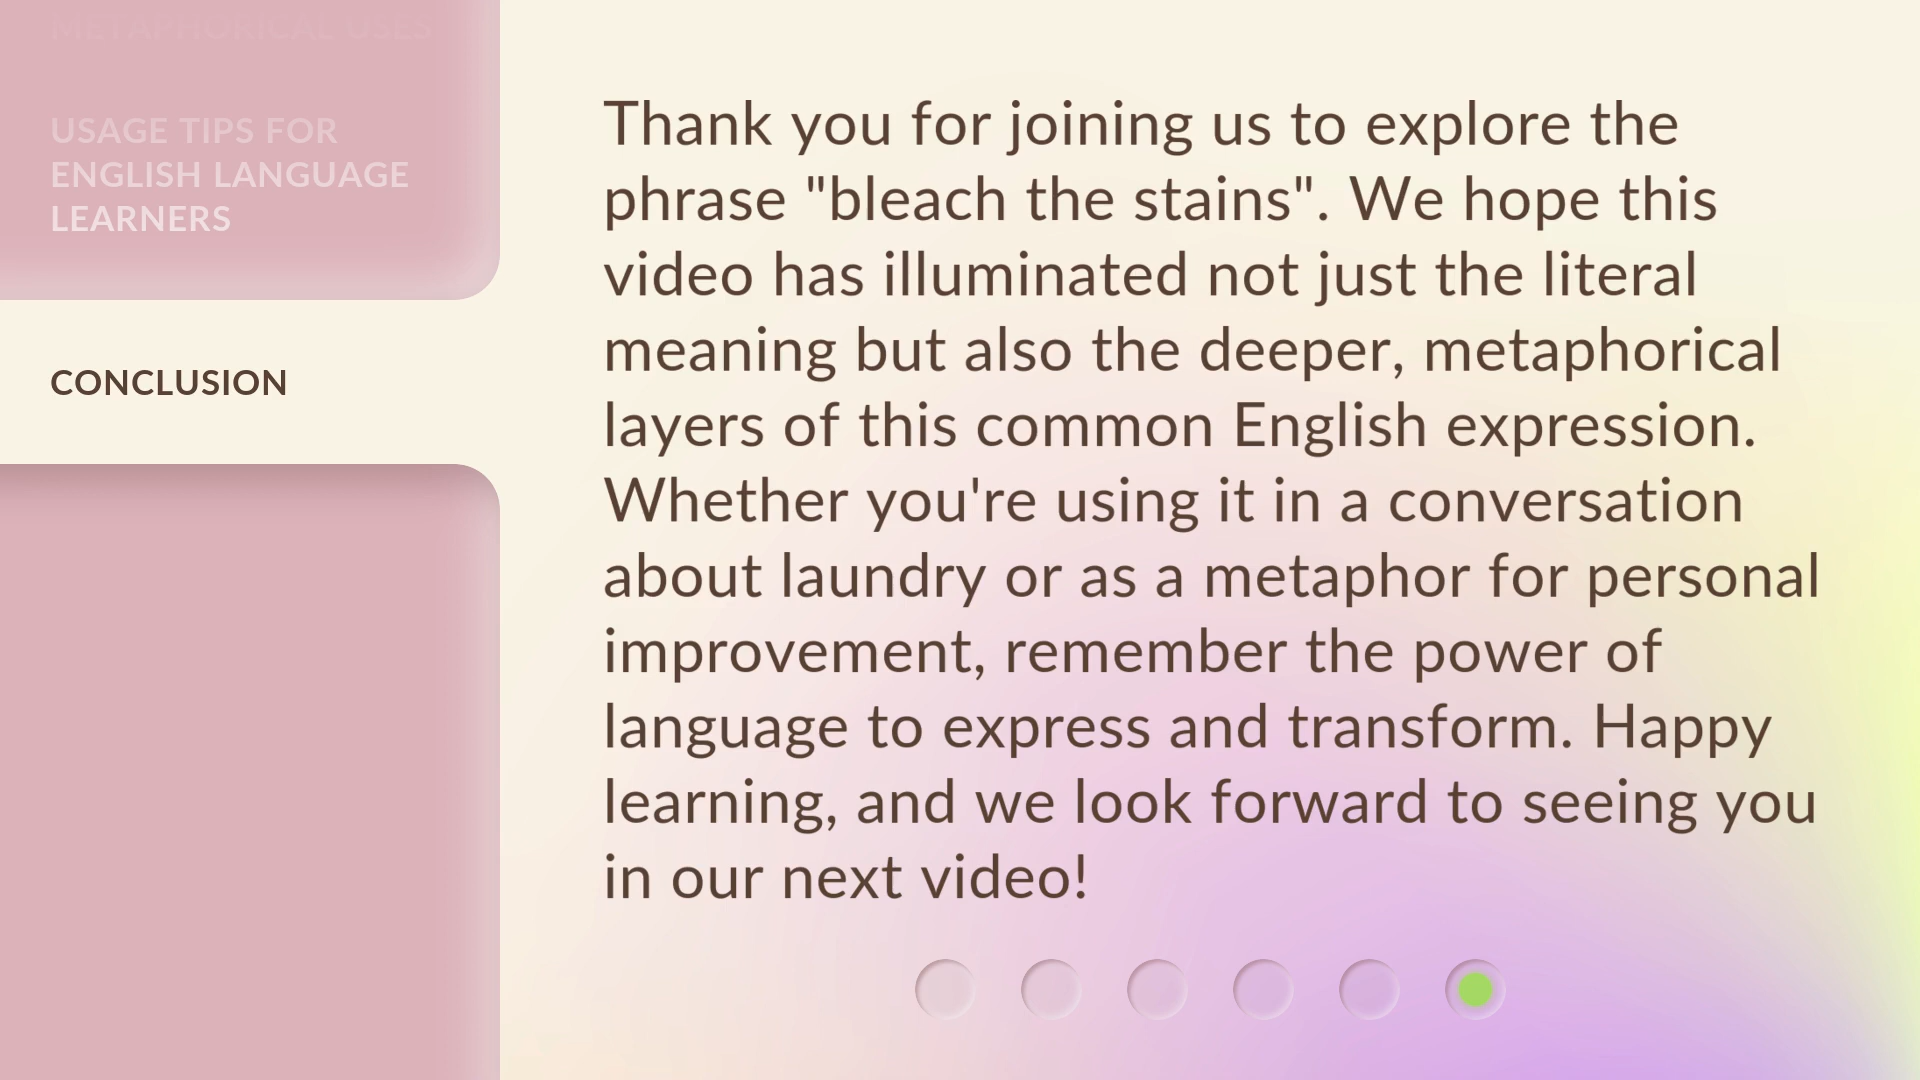 METAPHORICAL USES
USAGE TIPS FOR
ENGLISH LANGUAGE
LEARNERS
CONCLUSION
Thank you for joining us to explore the
phrase "bleach the stains". We hope this
video has illuminated not just the literal
meaning but also the deeper, metaphorical
layers of this common English expression.
Whether you're using it in a conversation
about laundry or as a metaphor for personal
improvement, remember the power of
language to express and transform. Happy
learning, and we look forward to seeing you
in our next video!